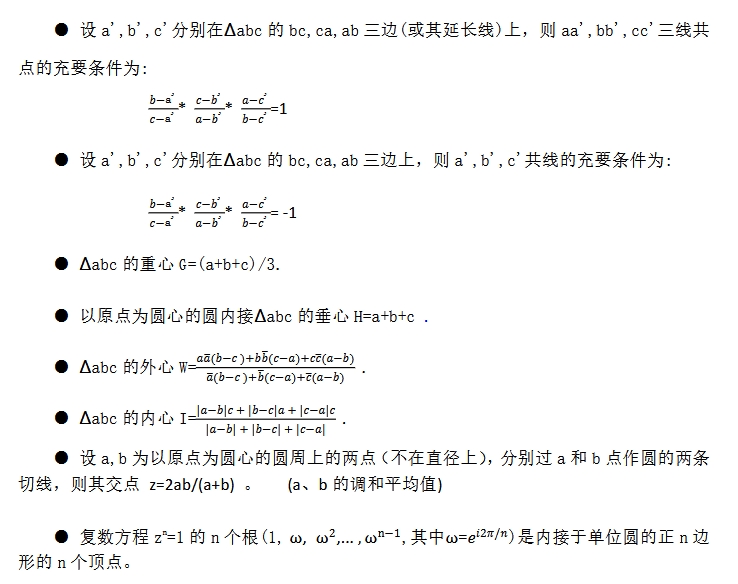 ● 设 a',b',c'分别在Δabc 的 bc,ca,ab 三边(或其延长线)上，则 aa',bb',cc'三线共
点的充要条件为:
\frac{b-a'}{c-a'}* \frac{c-b'}{a-b'}* \frac{a-c'}{b-c'}=1
● 设 a',b',c'分别在Δabc 的 bc,ca,ab 三边上，则 a',b',c'共线的充要条件为:
\frac{b-a'}{c-a'}* \frac{c-b'}{a-b'}* \frac{a-c'}{b-c'}= -1
● Δabc 的重心 G=(a+b+c)/3.
● 以原点为圆心的圆内接Δabc 的垂心 H=a+b+c .
● Δabc 的外心 W=\frac{a\bar{a}(b-c)+b\bar{b}(c-a)+c\bar{c}(a-b)}{\bar{a}(b-c)+\bar{b}(c-a)+\bar{c}(a-b)} .
● Δabc 的内心 I=\frac{|a-b|c+|b-c|a+|c-a|c}{|a-b|+|b-c|+|c-a|} .
● 设 a,b 为以原点为圆心的圆周上的两点（不在直径上），分别过 a 和 b 点作圆的两条
切线，则其交点 z=2ab/(a+b) 。 (a、b 的调和平均值)
● 复数方程 zⁿ=1 的 n 个根(1, ω, ω²,…,ωⁿ⁻¹,其中ω=e^{i2π/n})是内接于单位圆的正 n 边
形的 n 个顶点。